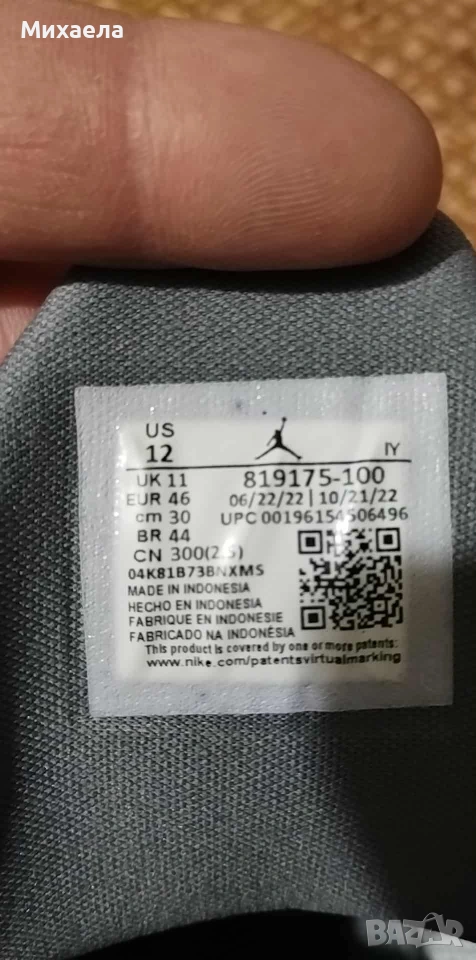 Михаела
US
12 IY
UK 11 819175-100
EUR 46 06/22/22 | 10/21/22
cm 30 UPC 00196154506496
BR 44
CN 300(2.5)
04K81B73BNXMS
MADE IN INDONESIA
HECHO EN INDONESIA
FABRIQUE EN INDONESIE
FABRICADO NA INDONÉSIA
This product is covered by one or more patents:
www.nike.com/patentsvirtualmarking
BAZAR